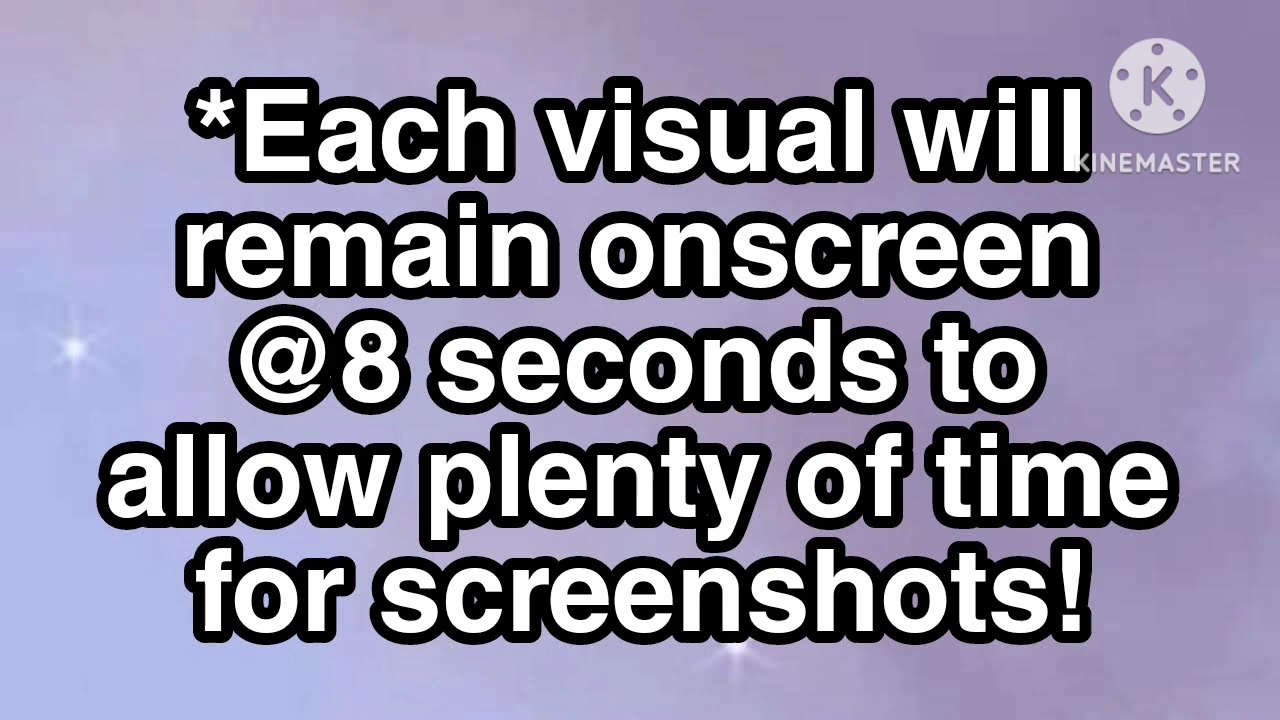 *Each visual will
remain onscreen
@8 seconds to
allow plenty of time
for screenshots!
K
KINEMASTER